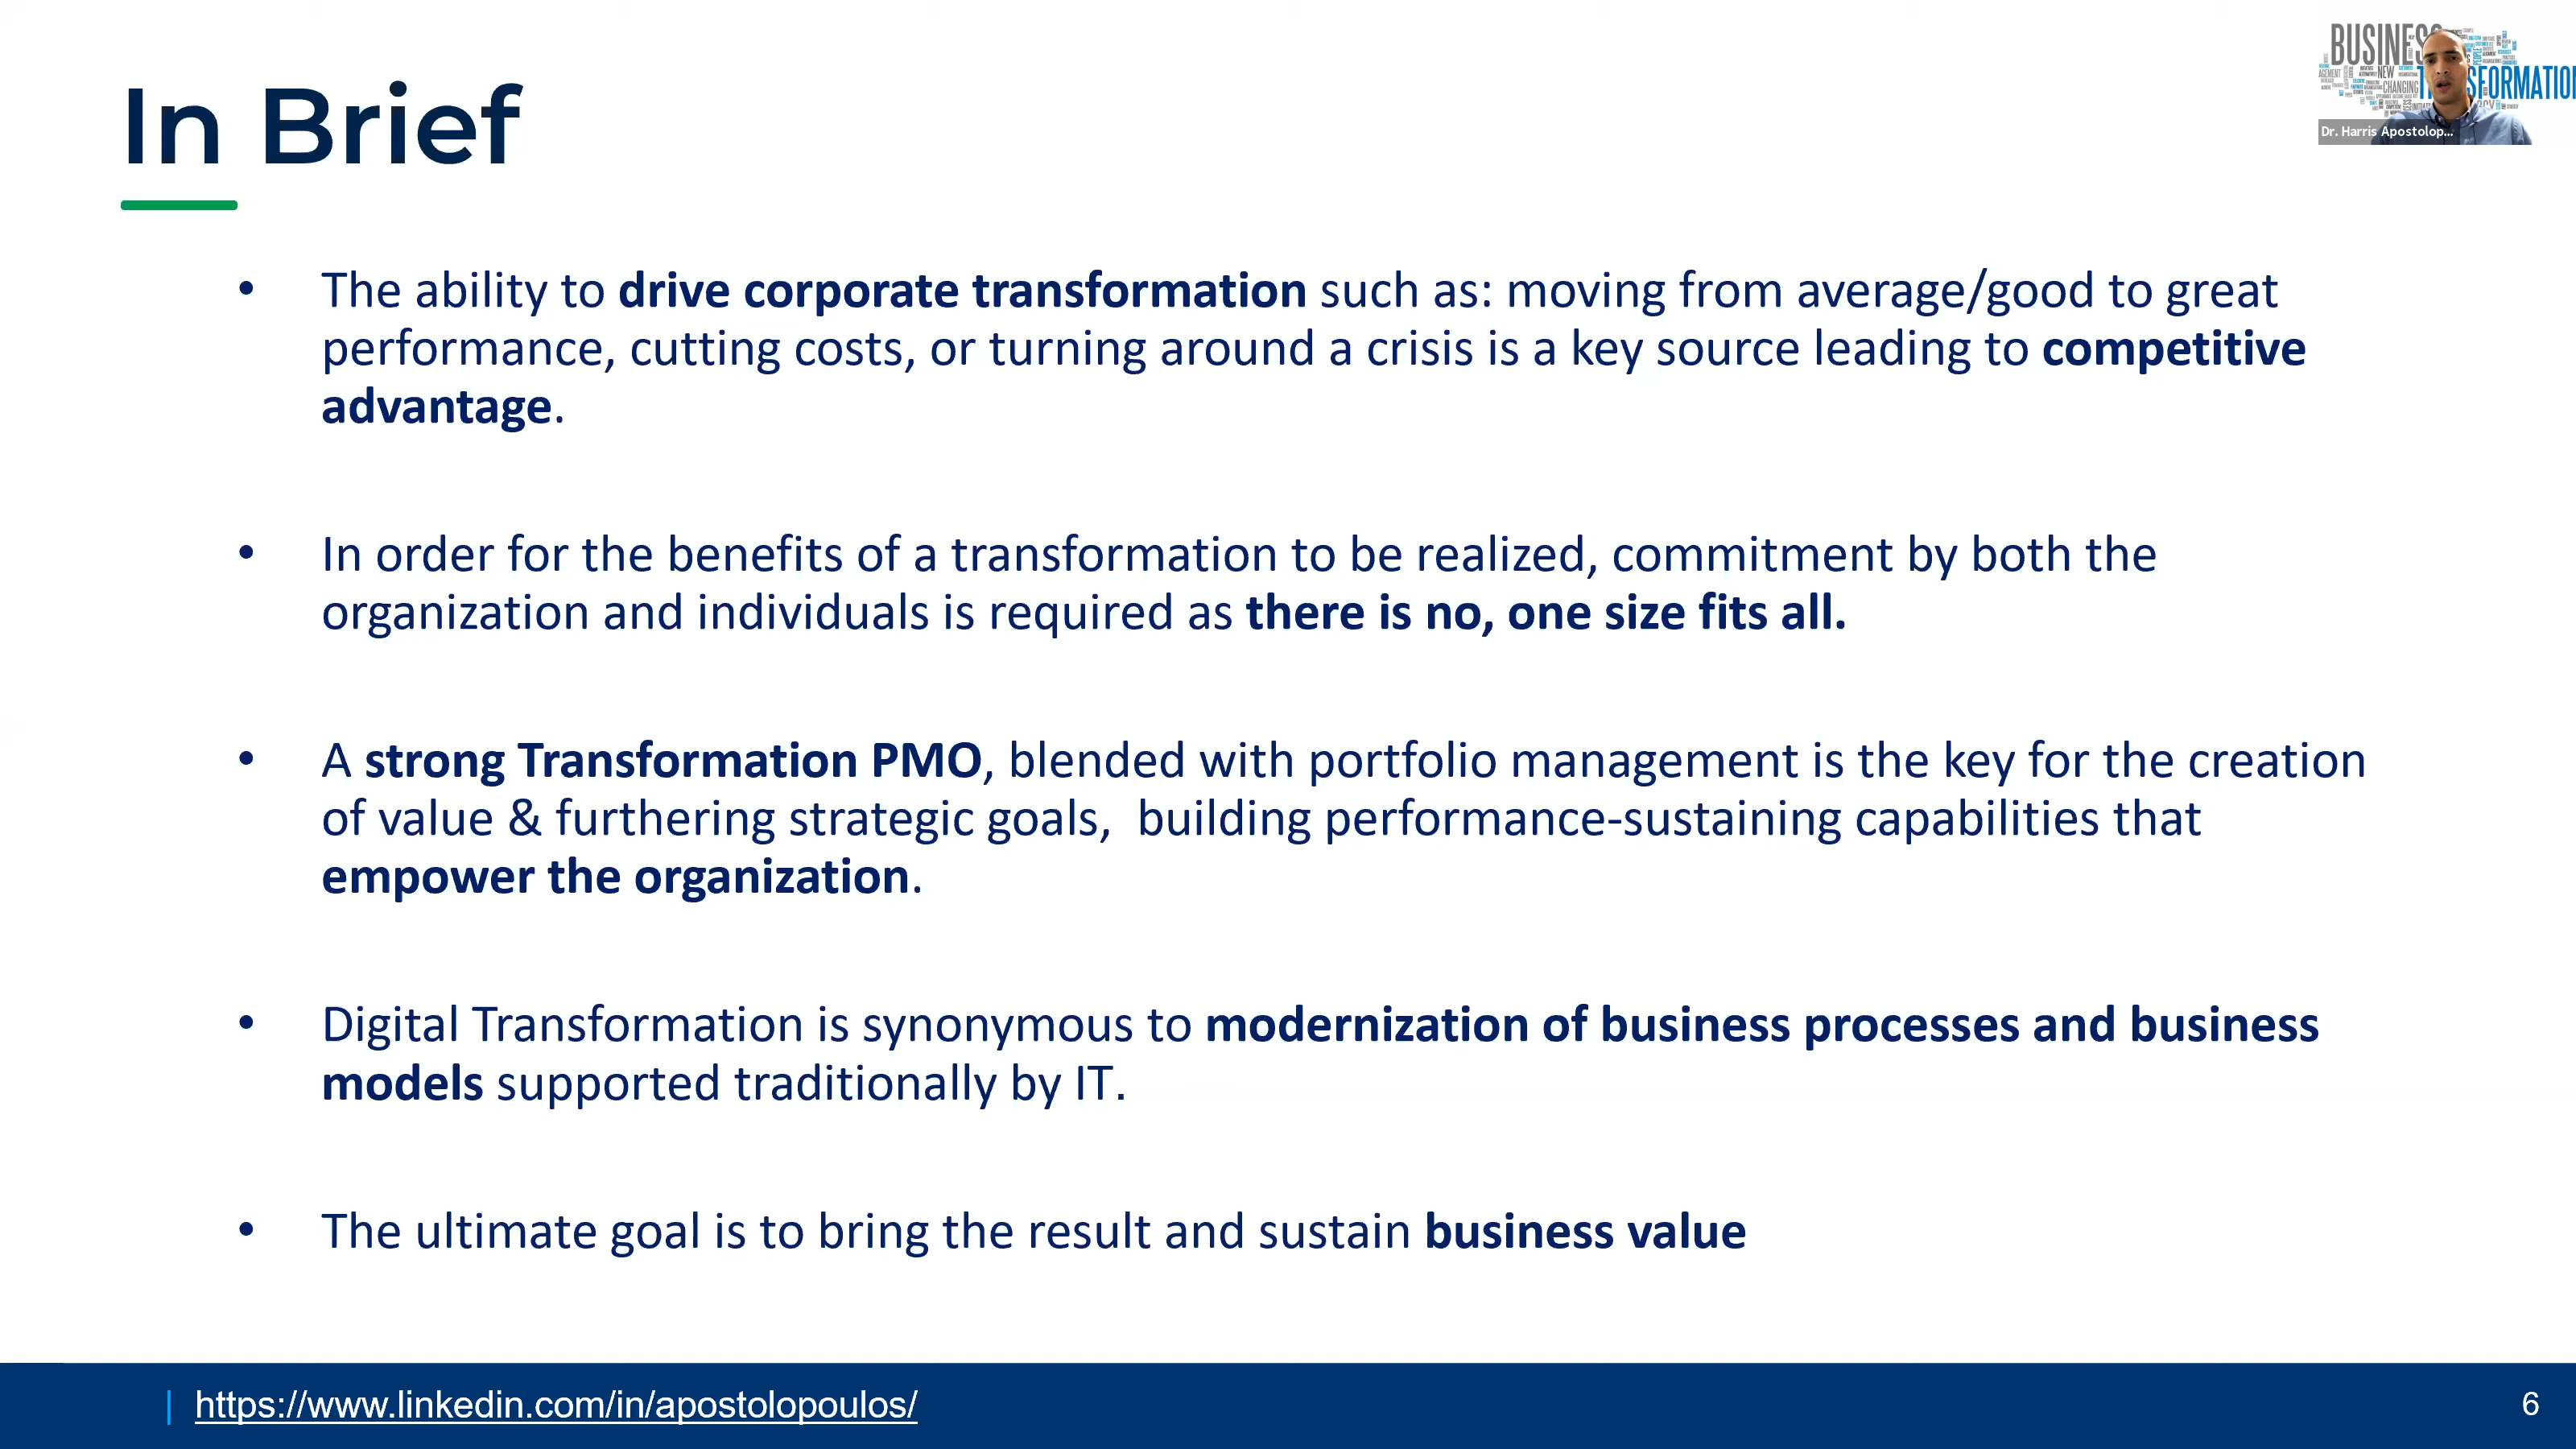 In Brief
BUSINESS
AGEMENT
NEW
CHANGING
Dr. Harris Apostolop...
• The ability to drive corporate transformation such as: moving from average/good to great
performance, cutting costs, or turning around a crisis is a key source leading to competitive
advantage.
• In order for the benefits of a transformation to be realized, commitment by both the
organization and individuals is required as there is no, one size fits all.
• A strong Transformation PMO, blended with portfolio management is the key for the creation
of value & furthering strategic goals,  building performance-sustaining capabilities that
empower the organization.
• Digital Transformation is synonymous to modernization of business processes and business
models supported traditionally by IT.
• The ultimate goal is to bring the result and sustain business value
| https://www.linkedin.com/in/apostolopoulos/
6